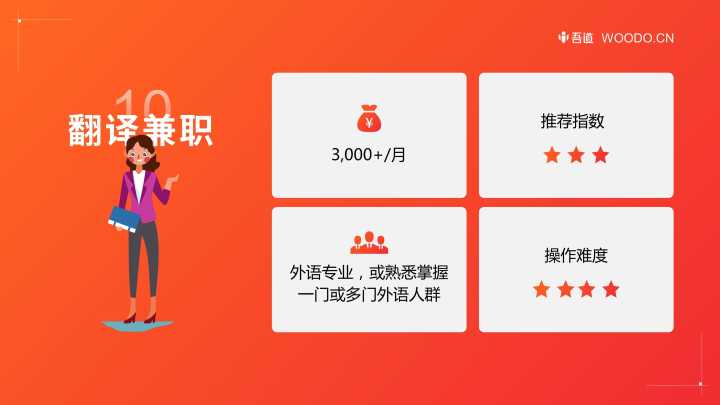 吾道 WOODO.CN
10
翻译兼职
3,000+/月
推荐指数
外语专业，或熟悉掌握
一门或多门外语人群
操作难度